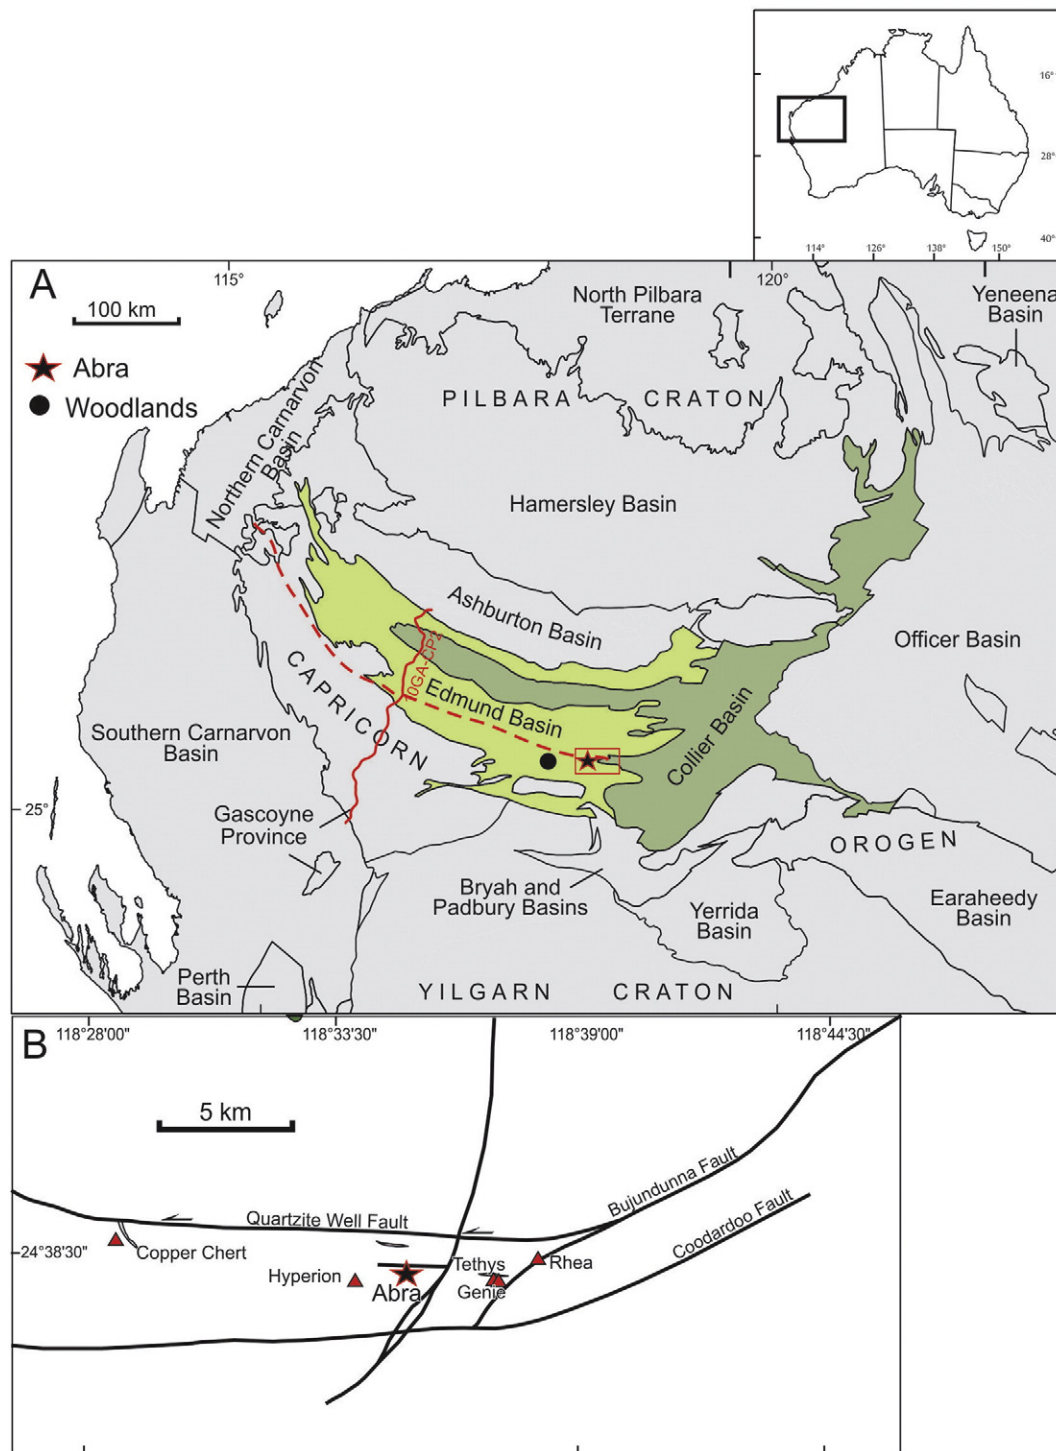 16°
28°
40°
114°
126°
138°
150°
A
115°
120°
100 km
Abra
Woodlands
North Pilbara
Terrane
Yeneena
Basin
PILBARA CRATON
Northern Carnarvon
Basin
Hamersley Basin
Ashburton Basin
Officer Basin
10GA-CP2
CAPRICORN
Edmund Basin
Collier Basin
Southern Carnarvon
Basin
25°
Gascoyne
Province
OROGEN
Bryah and
Padbury Basins
Yerrida
Basin
Earaheedy
Basin
Perth
Basin
YILGARN CRATON
B
118°28'00"
118°33'30"
118°39'00"
118°44'30"
5 km
Bujundunna Fault
Quartzite Well Fault
Coodardoo Fault
24°38'30"
Copper Chert
Tethys
Rhea
Hyperion
Abra
Genie